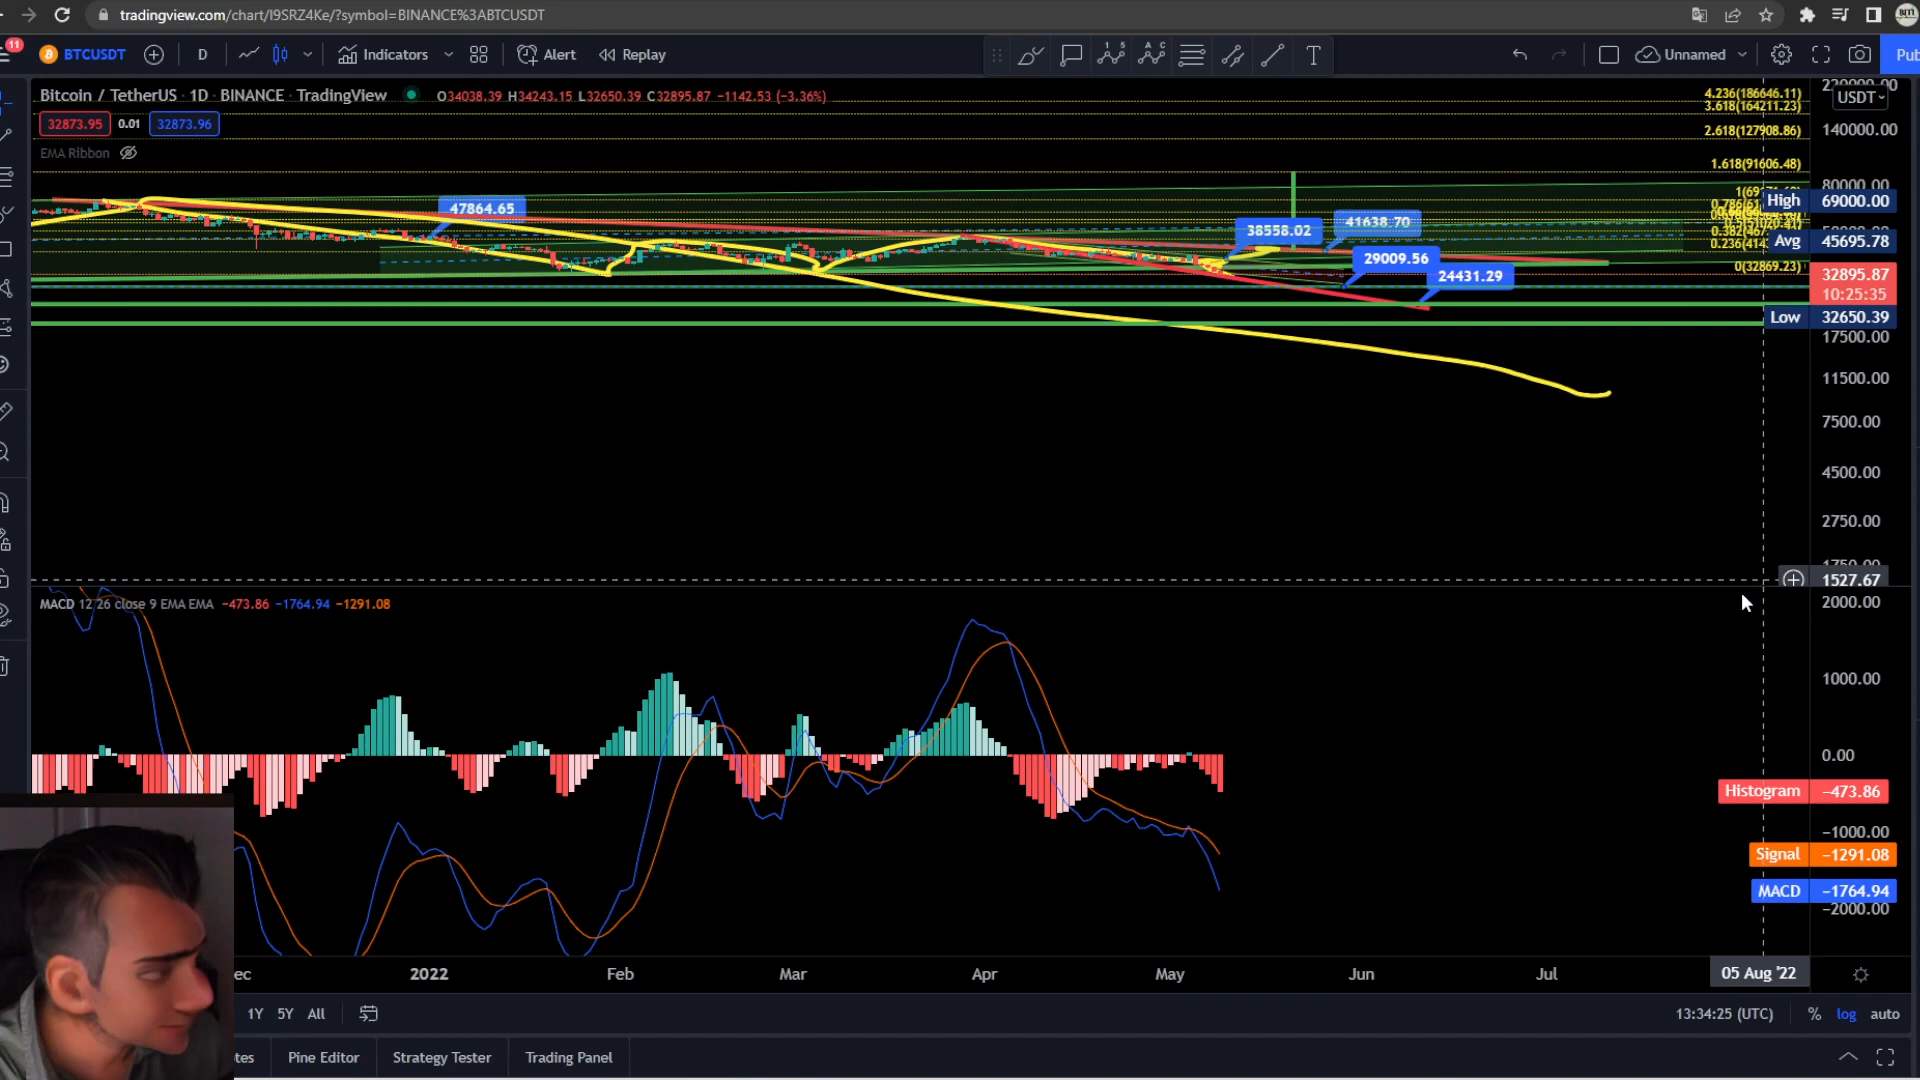 tradingview.com/chart/I9SRZ4Ke/?symbol=BINANCE%3ABTCUSDT
11
BTCUSDT
D
Indicators
Alert
Replay
T
Unnamed
Pub
Bitcoin / TetherUS · 1D · BINANCE · TradingView
O34038.39 H34243.15 L32650.39 C32895.87 −1142.53 (−3.36%)
32873.95 0.01 32873.96
EMA Ribbon
4.236(186646.11)
3.618(164211.23)
2.618(127908.86)
1.618(91606.48)
0(32869.23)
USDT
140000.00
80000.00
High 69000.00
Avg 45695.78
32895.87
10:25:35
Low 32650.39
17500.00
11500.00
7500.00
4500.00
2750.00
1527.67
47864.65
38558.02
41638.70
29009.56
24431.29
MACD 12 26 close 9 EMA EMA −473.86 −1764.94 −1291.08
2000.00
1000.00
0.00
Histogram −473.86
−1000.00
Signal −1291.08
MACD −1764.94
−2000.00
ec
2022
Feb
Mar
Apr
May
Jun
Jul
05 Aug '22
1Y
5Y
All
13:34:25 (UTC)
%
log
auto
tes
Pine Editor
Strategy Tester
Trading Panel